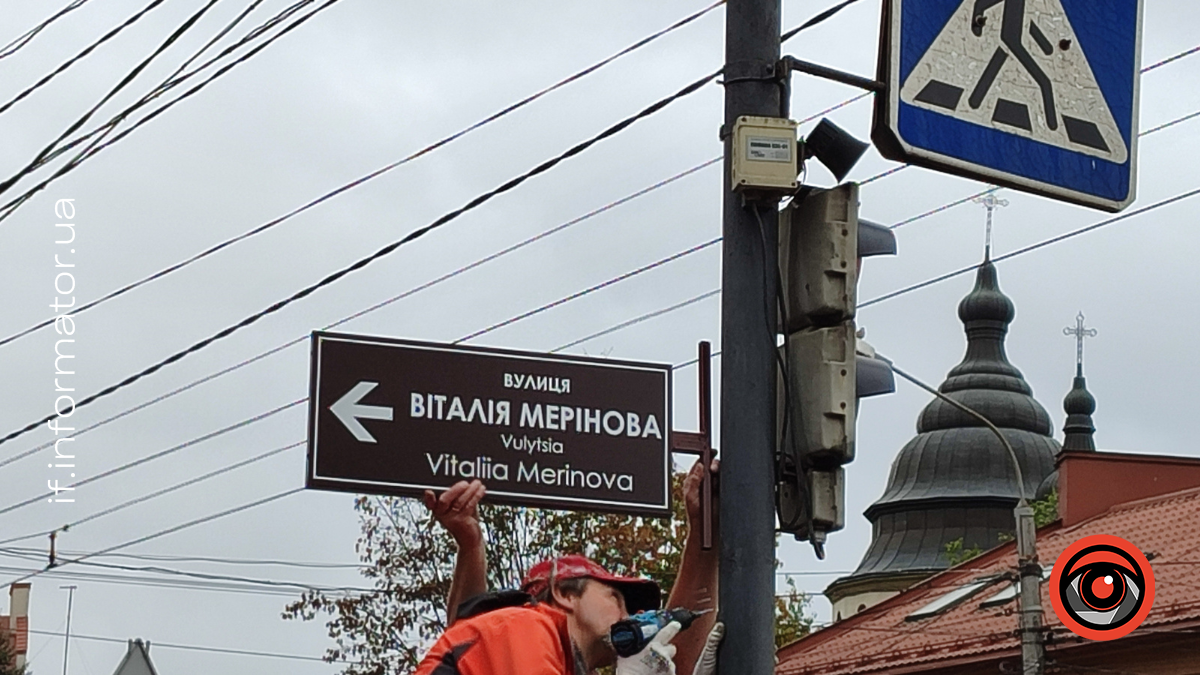 if.informator.ua
ВУЛИЦЯ
ВІТАЛІЯ МЕРІНОВА
Vulytsia
Vitaliia Merinova